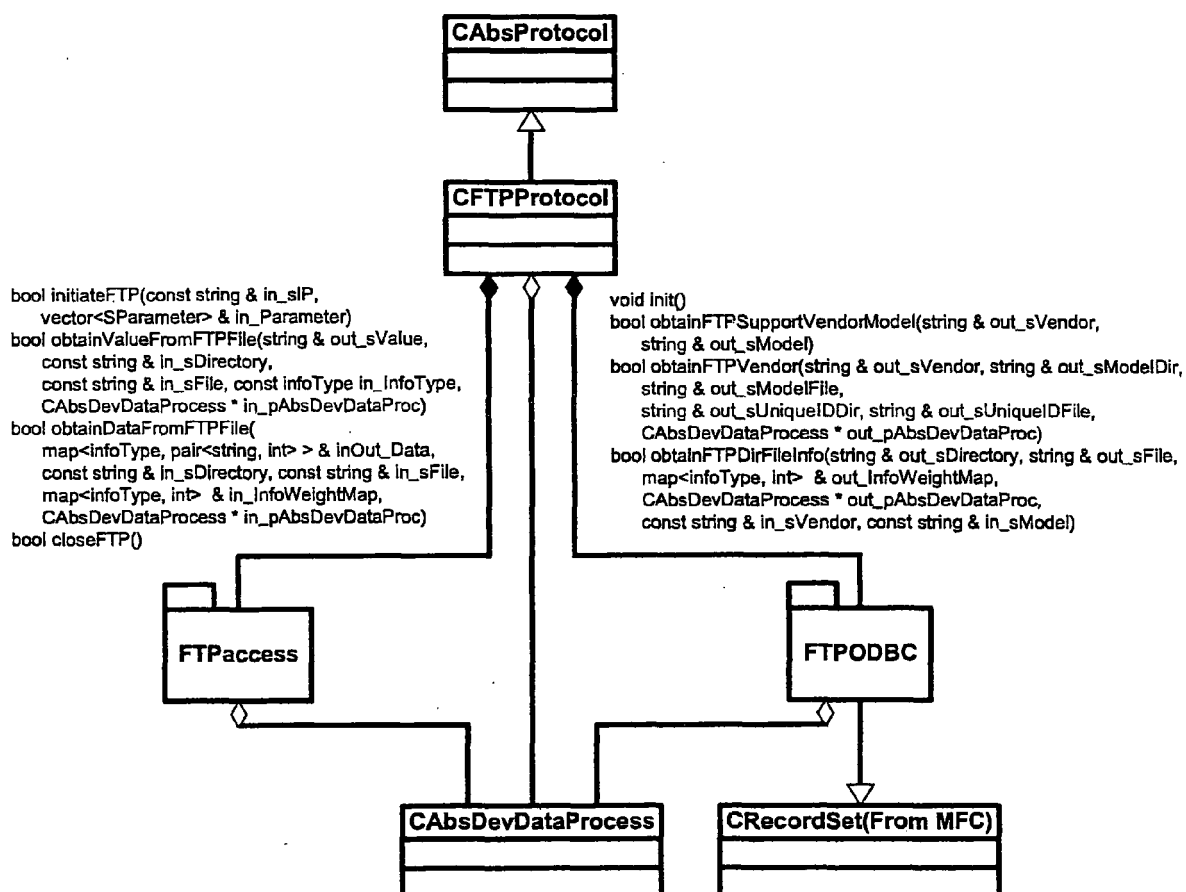 CAbsProtocol
CFTPProtocol
bool initiateFTP(const string & in_sIP,
vector<SParameter> & in_Parameter)
bool obtainValueFromFTPFile(string & out_sValue,
const string & in_sDirectory,
const string & in_sFile, const infoType in_InfoType,
CAbsDevDataProcess * in_pAbsDevDataProc)
bool obtainDataFromFTPFile(
map<infoType, pair<string, int> > & inOut_Data,
const string & in_sDirectory, const string & in_sFile,
map<infoType, int> & in_InfoWeightMap,
CAbsDevDataProcess * in_pAbsDevDataProc)
bool closeFTP()
void init()
bool obtainFTPSupportVendorModel(string & out_sVendor,
string & out_sModel)
bool obtainFTPVendor(string & out_sVendor, string & out_sModelDir,
string & out_sModelFile,
string & out_sUniqueIDDir, string & out_sUniqueIDFile,
CAbsDevDataProcess * out_pAbsDevDataProc)
bool obtainFTPDirFileInfo(string & out_sDirectory, string & out_sFile,
map<infoType, int> & out_InfoWeightMap,
CAbsDevDataProcess * out_pAbsDevDataProc,
const string & in_sVendor, const string & in_sModel)
FTPaccess
FTPODBC
CAbsDevDataProcess
CRecordSet(From MFC)